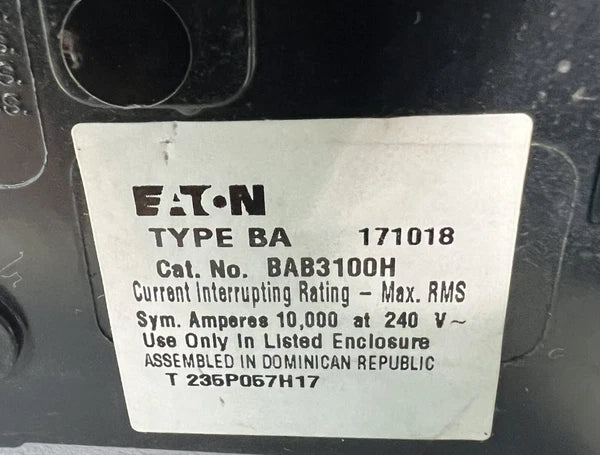 S.
S.
EATON
TYPE BA 171018
Cat. No. BAB3100H
Current Interrupting Rating - Max. RMS
Sym. Amperes 10,000 at 240 V~
Use Only In Listed Enclosure
ASSEMBLED IN DOMINICAN REPUBLIC
T 235P057H17